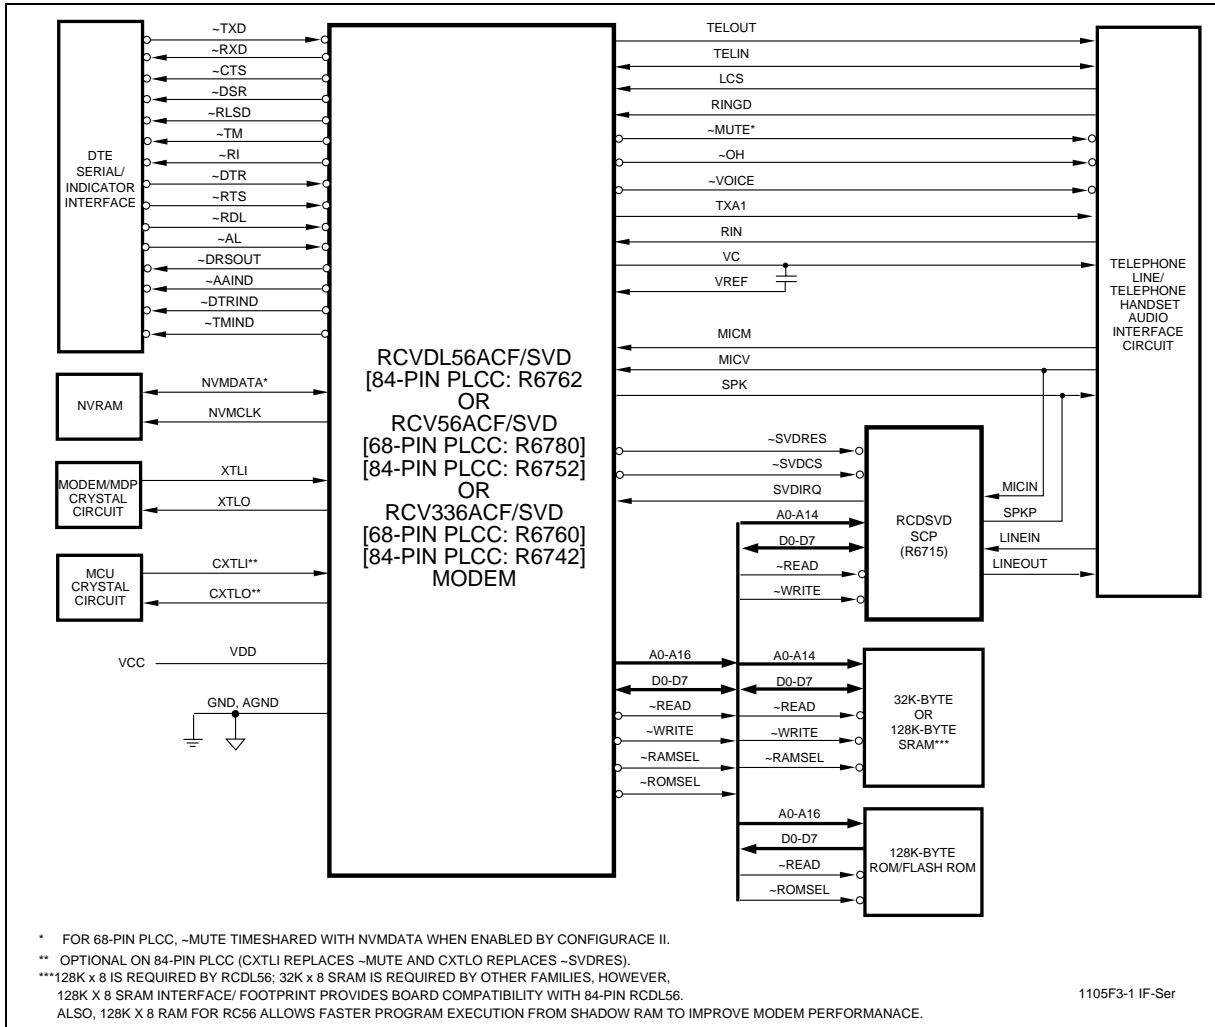 ~TXD
~RXD
~CTS
~DSR
~RLSD
~TM
~RI
~DTR
~RTS
~RDL
~AL
~DRSOUT
~AAIND
~DTRIND
~TMIND
DTE
SERIAL/
INDICATOR
INTERFACE
NVRAM
NVMDATA*
NVMCLK
MODEM/MDP
CRYSTAL
CIRCUIT
XTLI
XTLO
MCU
CRYSTAL
CIRCUIT
CXTLI**
CXTLO**
VCC
VDD
GND, AGND
RCVDL56ACF/SVD
[84-PIN PLCC: R6762
OR
RCV56ACF/SVD
[68-PIN PLCC: R6780]
[84-PIN PLCC: R6752]
OR
RCV336ACF/SVD
[68-PIN PLCC: R6760]
[84-PIN PLCC: R6742]
MODEM
TELOUT
TELIN
LCS
RINGD
~MUTE*
~OH
~VOICE
TXA1
RIN
VC
VREF
MICM
MICV
SPK
TELEPHONE
LINE/
TELEPHONE
HANDSET
AUDIO
INTERFACE
CIRCUIT
~SVDRES
~SVDCS
SVDIRQ
A0-A14
D0-D7
~READ
~WRITE
RCDSVD
SCP
(R6715)
MICIN
SPKP
LINEIN
LINEOUT
A0-A16
D0-D7
~READ
~WRITE
~RAMSEL
~ROMSEL
A0-A14
D0-D7
~READ
~WRITE
~RAMSEL
32K-BYTE
OR
128K-BYTE
SRAM***
A0-A16
D0-D7
~READ
~ROMSEL
128K-BYTE
ROM/FLASH ROM
* FOR 68-PIN PLCC, ~MUTE TIMESHARED WITH NVMDATA WHEN ENABLED BY CONFIGURACE II.
** OPTIONAL ON 84-PIN PLCC (CXTLI REPLACES ~MUTE AND CXTLO REPLACES ~SVDRES).
***128K x 8 IS REQUIRED BY RCDL56; 32K x 8 SRAM IS REQUIRED BY OTHER FAMILIES, HOWEVER,
128K X 8 SRAM INTERFACE/ FOOTPRINT PROVIDES BOARD COMPATIBILITY WITH 84-PIN RCDL56.
ALSO, 128K X 8 RAM FOR RC56 ALLOWS FASTER PROGRAM EXECUTION FROM SHADOW RAM TO IMPROVE MODEM PERFORMANACE.
1105F3-1 IF-Ser